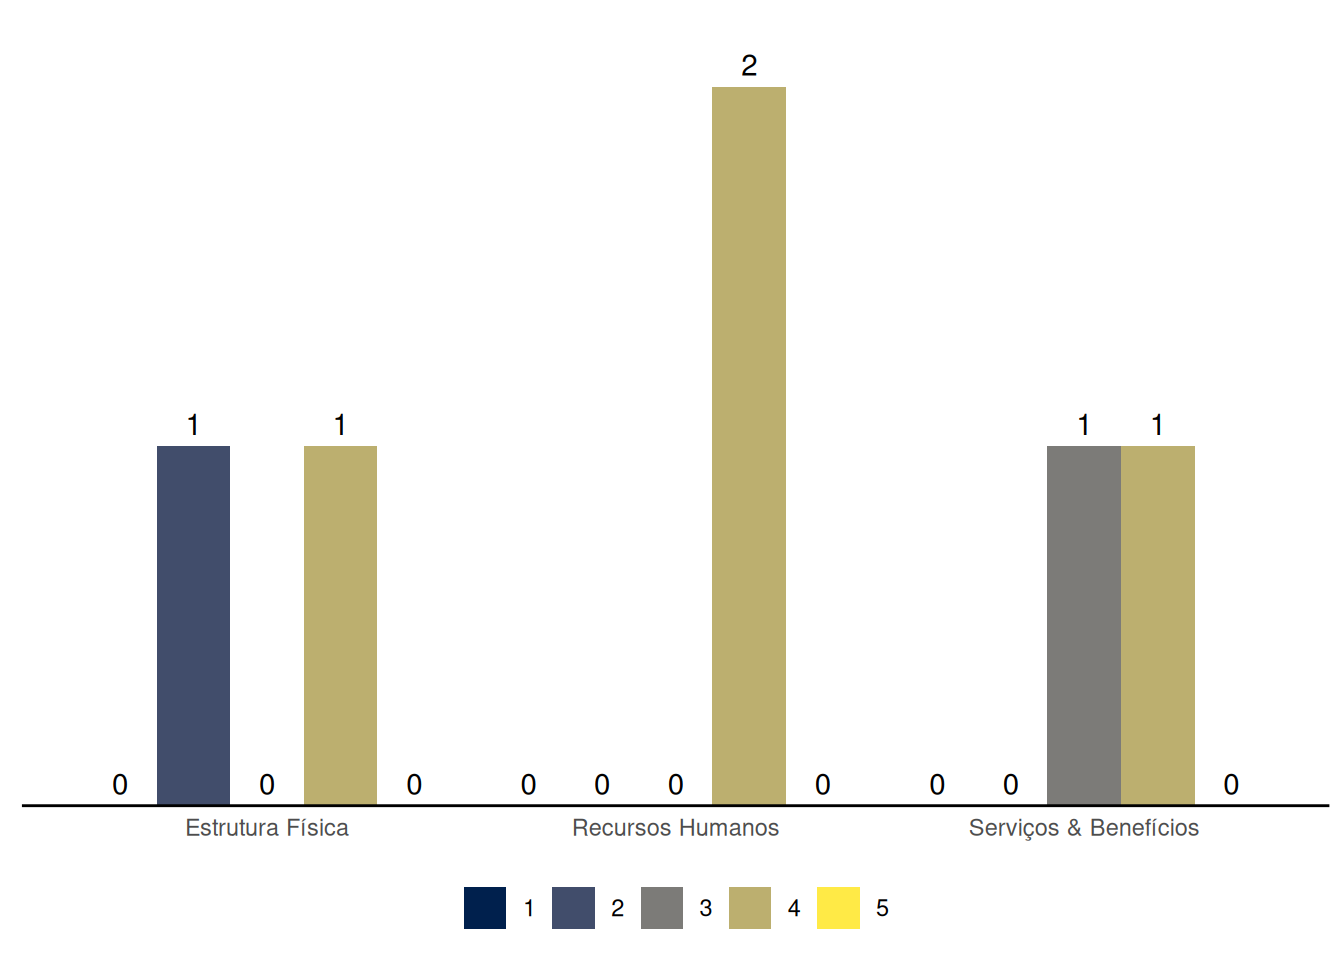 2
1 1 1 1
0 0 0 0 0 0 0 0 0 0
Estrutura Física Recursos Humanos Serviços & Benefícios
1 2 3 4 5